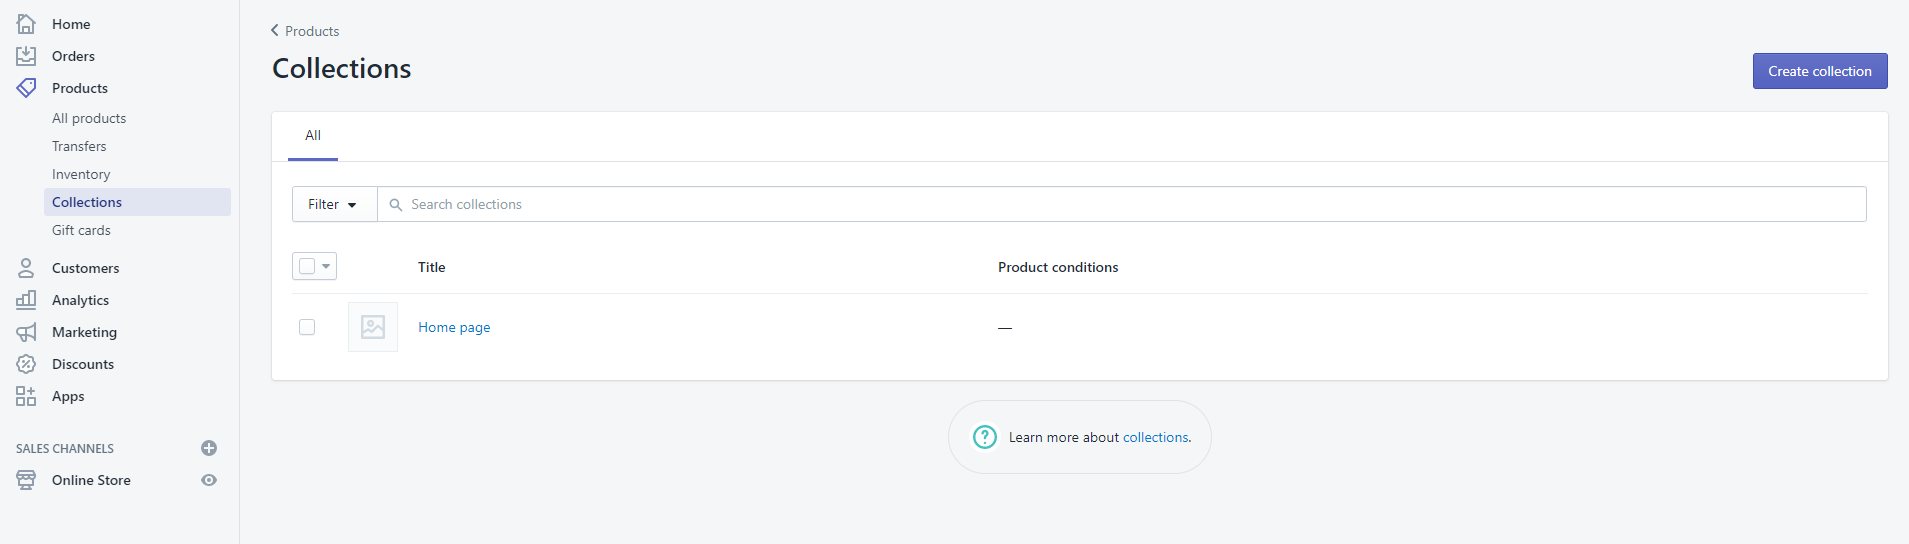 Home
Orders
Products
All products
Transfers
Inventory
Collections
Gift cards
Customers
Analytics
Marketing
Discounts
Apps
SALES CHANNELS
Online Store
Products
Collections
Create collection
All
Filter
Search collections
Title
Product conditions
Home page
—
Learn more about collections.